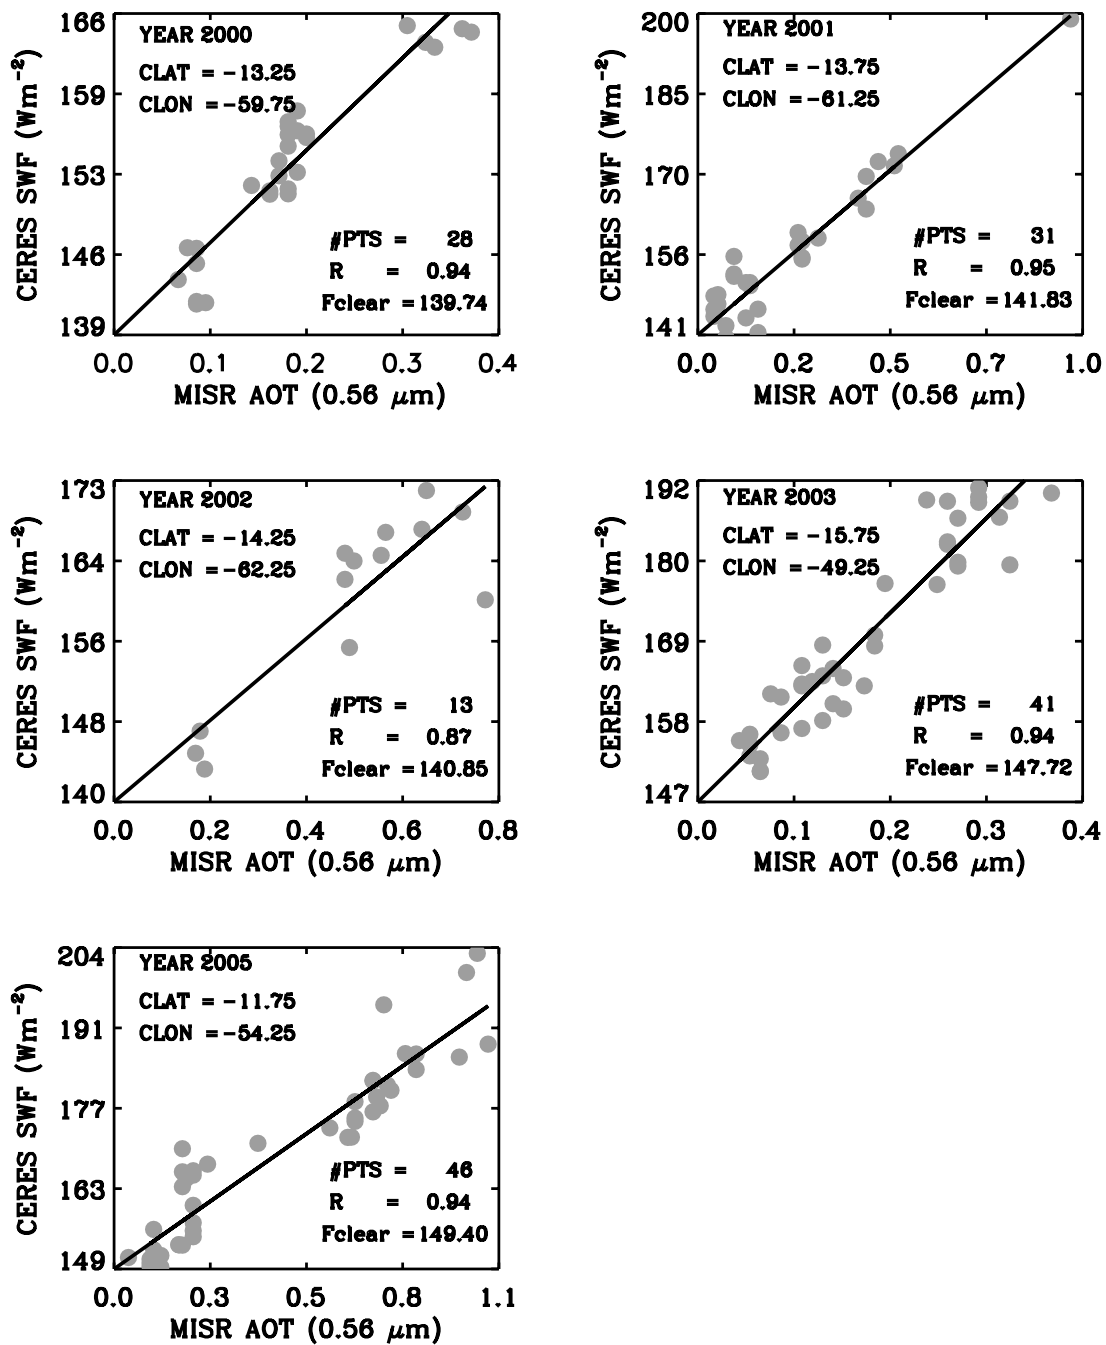 166
159
153
146
139
CERES SWF (Wm⁻²)
YEAR 2000
CLAT = -13.25
CLON = -59.75
#PTS = 28
R = 0.94
Fclear = 139.74
0.0 0.1 0.2 0.3 0.4
MISR AOT (0.56 μm)
200
185
170
156
141
CERES SWF (Wm⁻²)
YEAR 2001
CLAT = -13.75
CLON = -61.25
#PTS = 31
R = 0.95
Fclear = 141.83
0.0 0.2 0.5 0.7 1.0
MISR AOT (0.56 μm)
173
164
156
148
140
CERES SWF (Wm⁻²)
YEAR 2002
CLAT = -14.25
CLON = -62.25
#PTS = 13
R = 0.87
Fclear = 140.85
0.0 0.2 0.4 0.6 0.8
MISR AOT (0.56 μm)
192
180
169
158
147
CERES SWF (Wm⁻²)
YEAR 2003
CLAT = -15.75
CLON = -49.25
#PTS = 41
R = 0.94
Fclear = 147.72
0.0 0.1 0.2 0.3 0.4
MISR AOT (0.56 μm)
204
191
177
163
149
CERES SWF (Wm⁻²)
YEAR 2005
CLAT = -11.75
CLON = -54.25
#PTS = 46
R = 0.94
Fclear = 149.40
0.0 0.3 0.5 0.8 1.1
MISR AOT (0.56 μm)